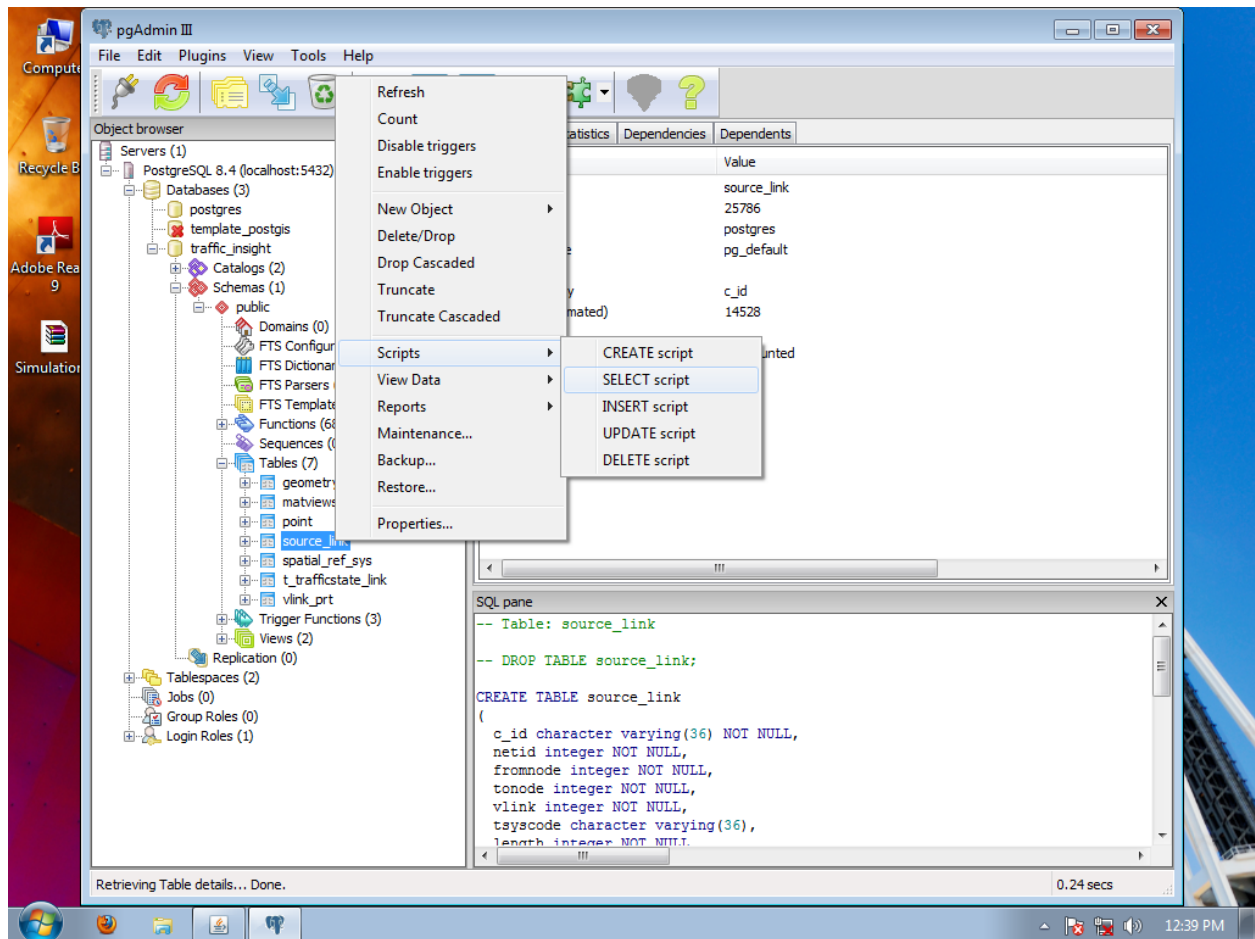 Compute
Recycle B
Adobe Rea
9
Simulation
pgAdmin III
File Edit Plugins View Tools Help
Object browser
Servers (1)
PostgreSQL 8.4 (localhost:5432)
Databases (3)
postgres
template_postgis
traffic_insight
Catalogs (2)
Schemas (1)
public
Domains (0)
FTS Configur
FTS Dictionar
FTS Parsers
FTS Template
Functions (68
Sequences (0
Tables (7)
geometry
matviews
point
source_link
spatial_ref_sys
t_trafficstate_link
vlink_prt
Trigger Functions (3)
Views (2)
Replication (0)
Tablespaces (2)
Jobs (0)
Group Roles (0)
Login Roles (1)
Refresh
Count
Disable triggers
Enable triggers
New Object
Delete/Drop
Drop Cascaded
Truncate
Truncate Cascaded
Scripts
View Data
Reports
Maintenance...
Backup...
Restore...
Properties...
CREATE script
SELECT script
INSERT script
UPDATE script
DELETE script
atistics Dependencies Dependents
Value
source_link
25786
postgres
e pg_default
y c_id
mated) 14528
unted
SQL pane
-- Table: source_link
-- DROP TABLE source_link;
CREATE TABLE source_link
(
c_id character varying(36) NOT NULL,
netid integer NOT NULL,
fromnode integer NOT NULL,
tonode integer NOT NULL,
vlink integer NOT NULL,
tsyscode character varying(36),
length integer NOT NULL
Retrieving Table details... Done.
0.24 secs
12:39 PM